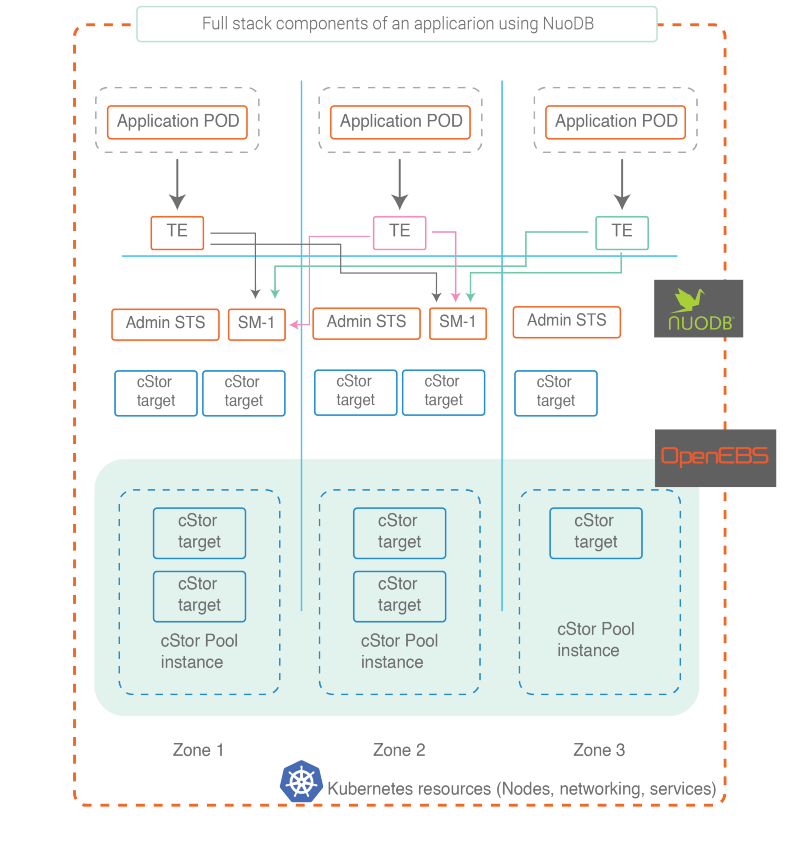 Full stack components of an applicarion using NuoDB
Application POD
Application POD
Application POD
TE
TE
TE
Admin STS
SM-1
Admin STS
SM-1
Admin STS
NUODB
cStor
target
cStor
target
cStor
target
cStor
target
cStor
target
OpenEBS
cStor
target
cStor
target
cStor Pool
instance
cStor
target
cStor
target
cStor Pool
instance
cStor
target
cStor Pool
instance
Zone 1
Zone 2
Zone 3
Kubernetes resources (Nodes, networking, services)